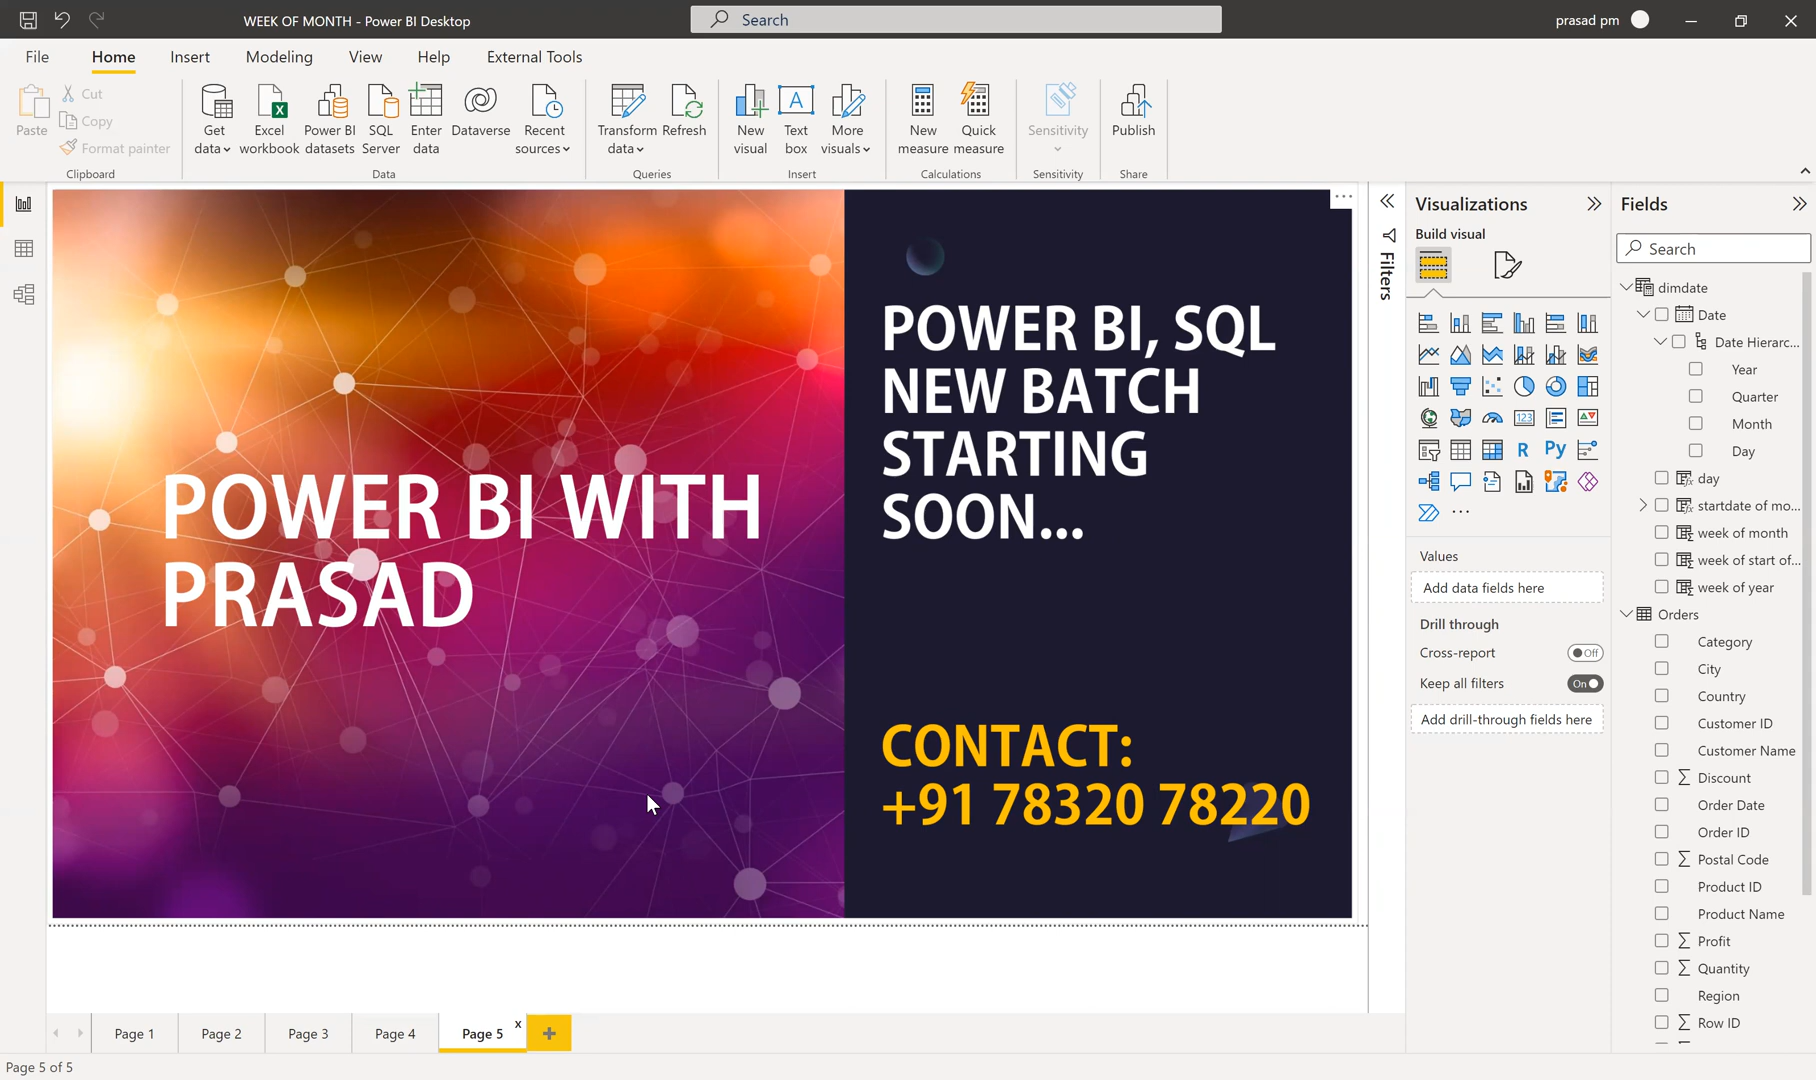 WEEK OF MONTH - Power BI Desktop
Search
prasad pm
File
Home
Insert
Modeling
View
Help
External Tools
Paste
Cut
Copy
Format painter
Clipboard
Get
data
Excel
workbook
Power BI
datasets
SQL
Server
Enter
data
Dataverse
Recent
sources
Data
Transform
data
Refresh
Queries
New
visual
Text
box
More
visuals
Insert
New
measure
Quick
measure
Calculations
Sensitivity
Sensitivity
Publish
Share
POWER BI WITH
PRASAD
POWER BI, SQL
NEW BATCH
STARTING
SOON...
CONTACT:
+91 78320 78220
Filters
Visualizations
Build visual
123
R
Py
Values
Add data fields here
Drill through
Cross-report
Off
Keep all filters
On
Add drill-through fields here
Fields
Search
dimdate
Date
Date Hierarc...
Year
Quarter
Month
Day
day
startdate of mo...
week of month
week of start of...
week of year
Orders
Category
City
Country
Customer ID
Customer Name
Discount
Order Date
Order ID
Postal Code
Product ID
Product Name
Profit
Quantity
Region
Row ID
Page 1
Page 2
Page 3
Page 4
Page 5
x
Page 5 of 5